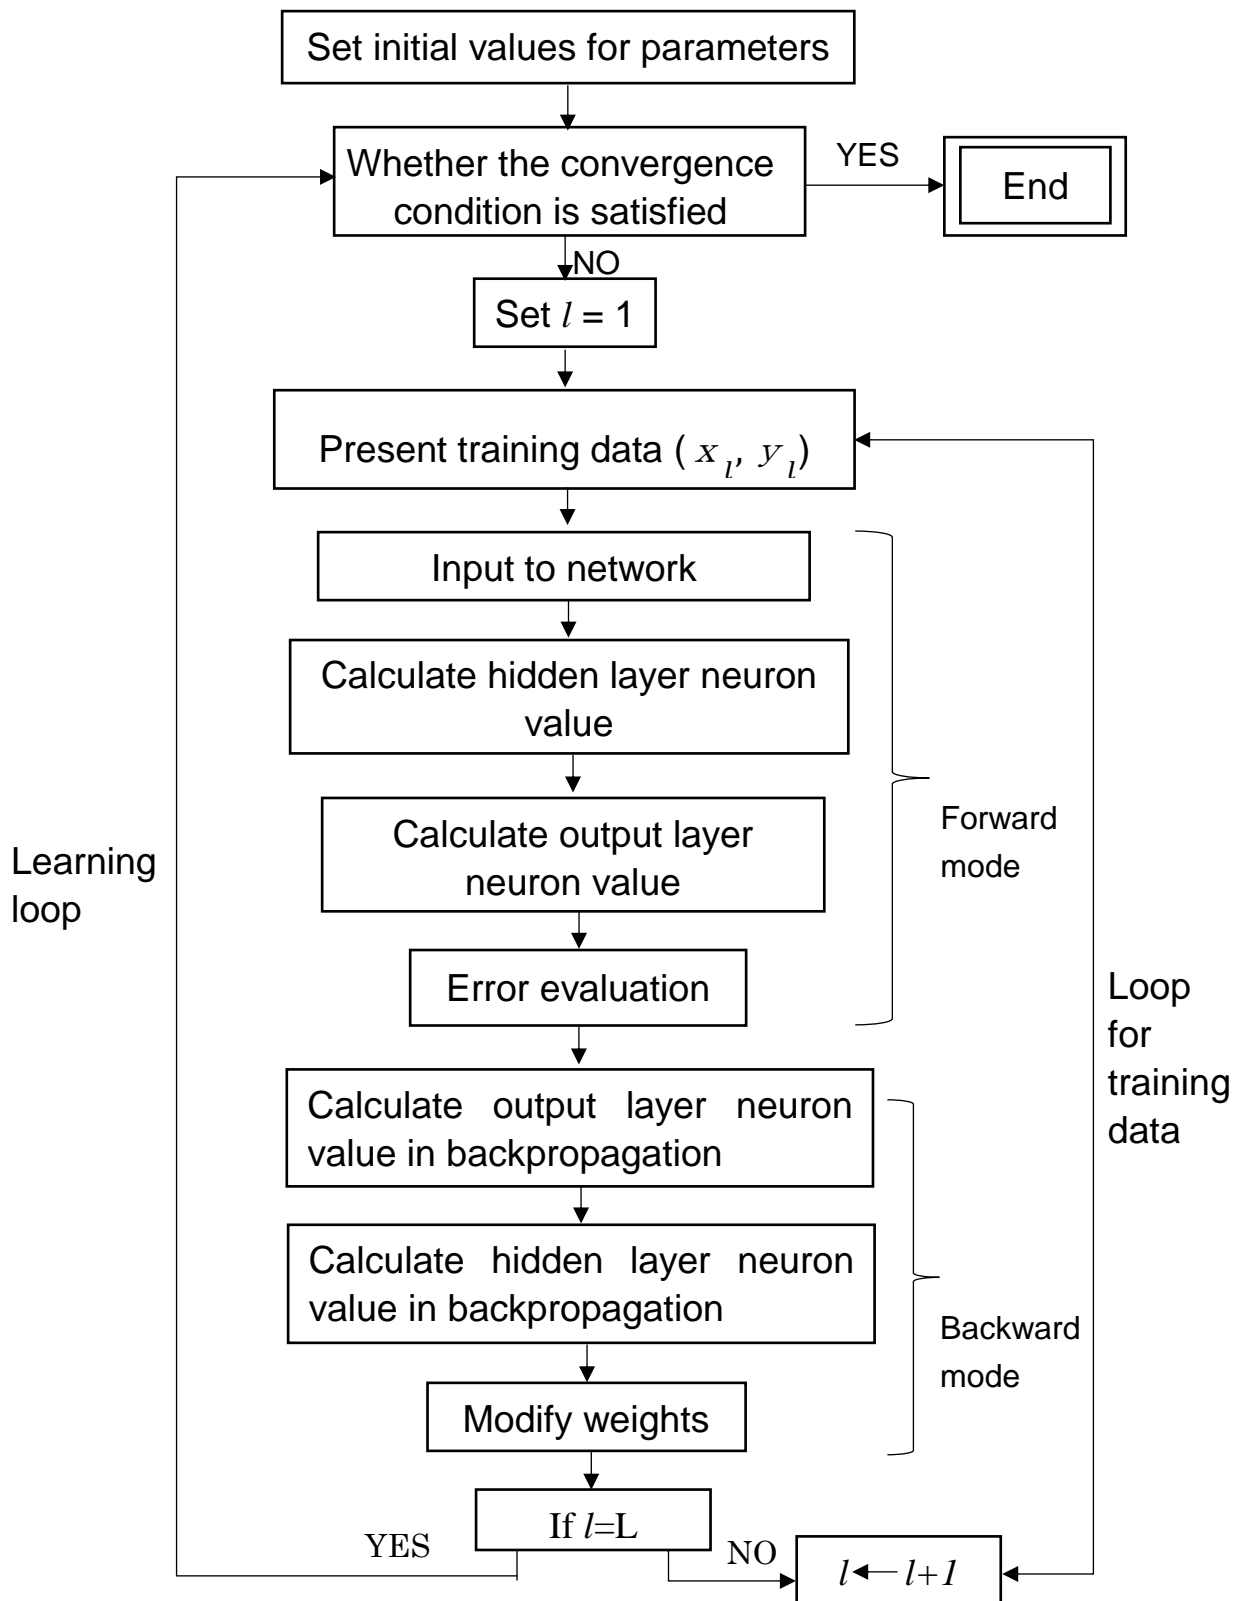 Set initial values for parameters
Whether the convergence
condition is satisfied
YES
End
NO
Set l = 1
Present training data ( x_l, y_l)
Input to network
Calculate hidden layer neuron
value
Calculate output layer
neuron value
Forward
mode
Learning
loop
Error evaluation
Loop
for
training
data
Calculate output layer neuron
value in backpropagation
Calculate hidden layer neuron
value in backpropagation
Backward
mode
Modify weights
If l=L
YES
NO
l ← l+1